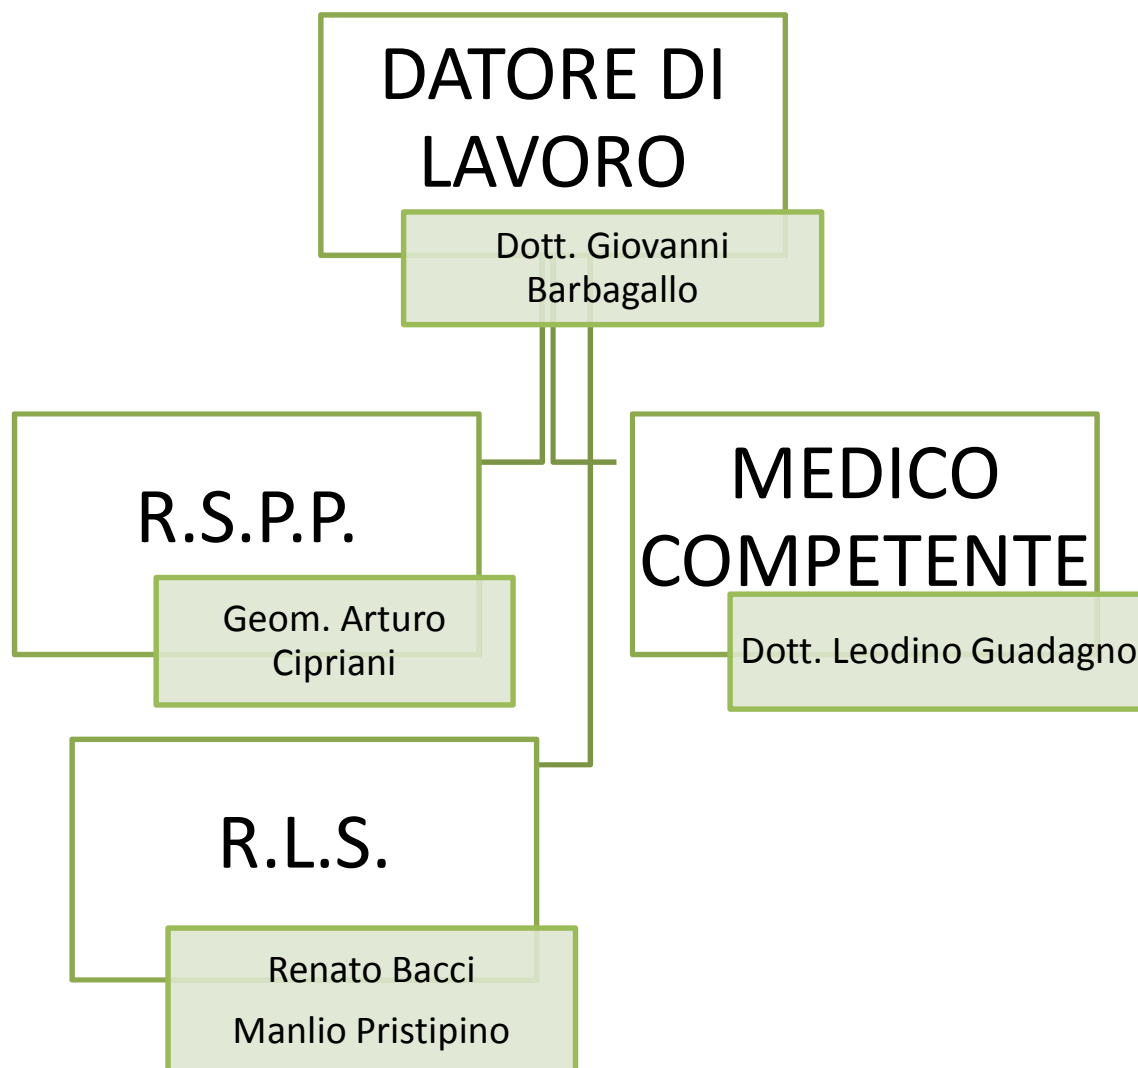 DATORE DI
LAVORO
Dott. Giovanni
Barbagallo
R.S.P.P.
Geom. Arturo
Cipriani
MEDICO
COMPETENTE
Dott. Leodino Guadagno
R.L.S.
Renato Bacci
Manlio Pristipino